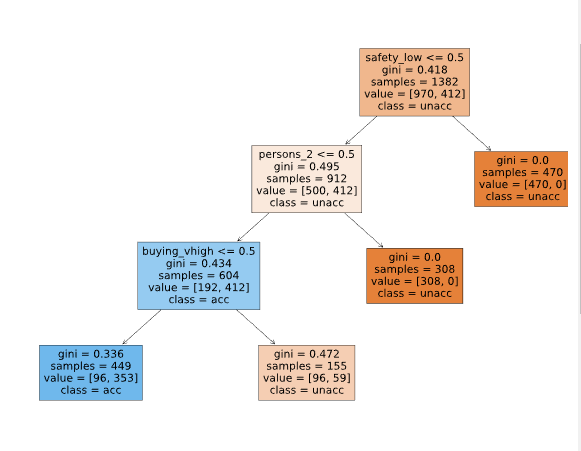 safety_low <= 0.5
gini = 0.418
samples = 1382
value = [970, 412]
class = unacc
persons_2 <= 0.5
gini = 0.495
samples = 912
value = [500, 412]
class = unacc
gini = 0.0
samples = 470
value = [470, 0]
class = unacc
buying_vhigh <= 0.5
gini = 0.434
samples = 604
value = [192, 412]
class = acc
gini = 0.0
samples = 308
value = [308, 0]
class = unacc
gini = 0.336
samples = 449
value = [96, 353]
class = acc
gini = 0.472
samples = 155
value = [96, 59]
class = unacc